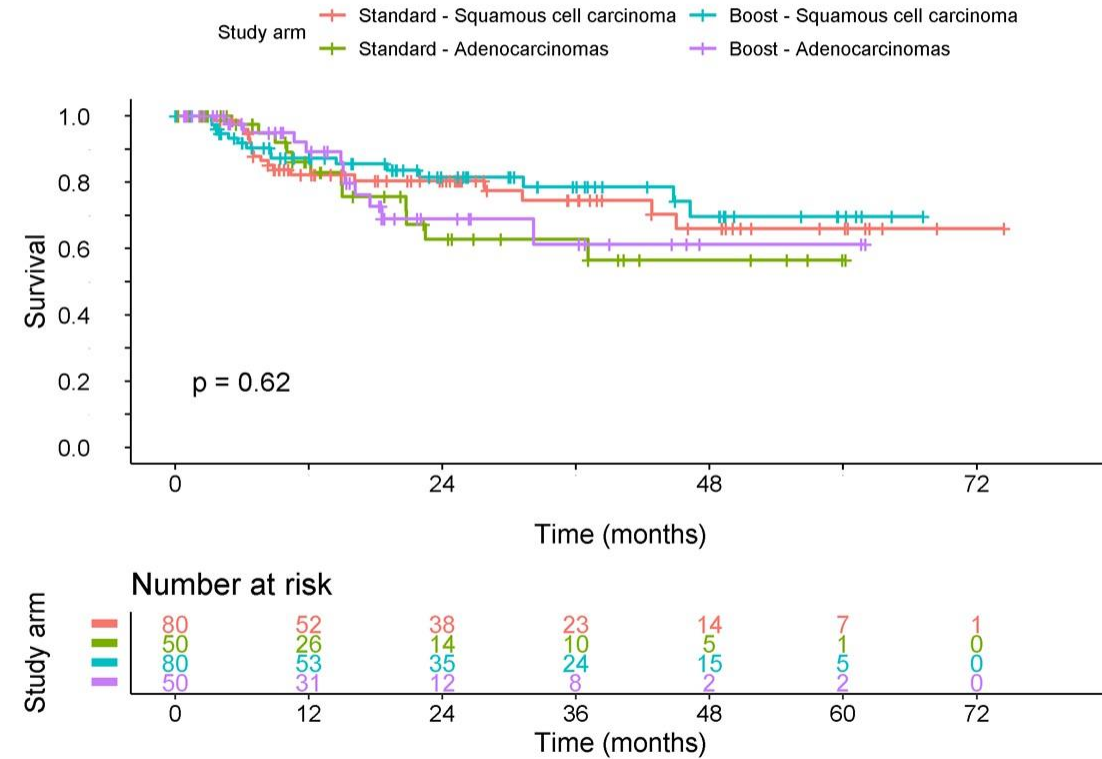 Study arm
Standard - Squamous cell carcinoma
Boost - Squamous cell carcinoma
Standard - Adenocarcinomas
Boost - Adenocarcinomas
Survival
1.0
0.8
0.6
0.4
0.2
0.0
p = 0.62
0 24 48 72
Time (months)
Number at risk
Study arm
80 52 38 23 14 7 1
50 26 14 10 5 1 0
80 53 35 24 15 5 0
50 31 12 8 2 2 0
0 12 24 36 48 60 72
Time (months)